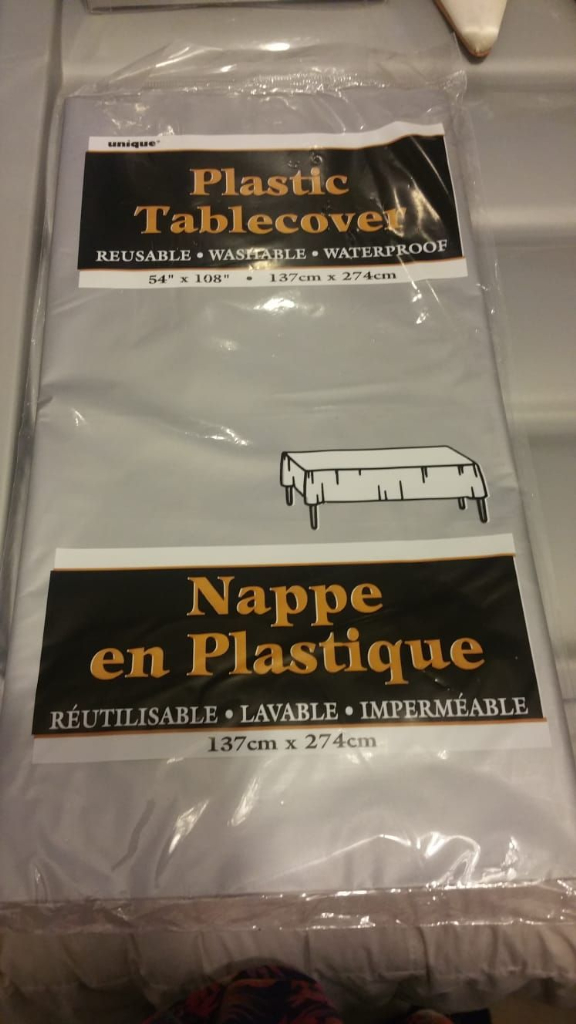 unique®
Plastic
Tablecover
REUSABLE • WASHABLE • WATERPROOF
54" x 108" • 137cm x 274cm
Nappe
en Plastique
RÉUTILISABLE • LAVABLE • IMPERMÉABLE
137cm x 274cm